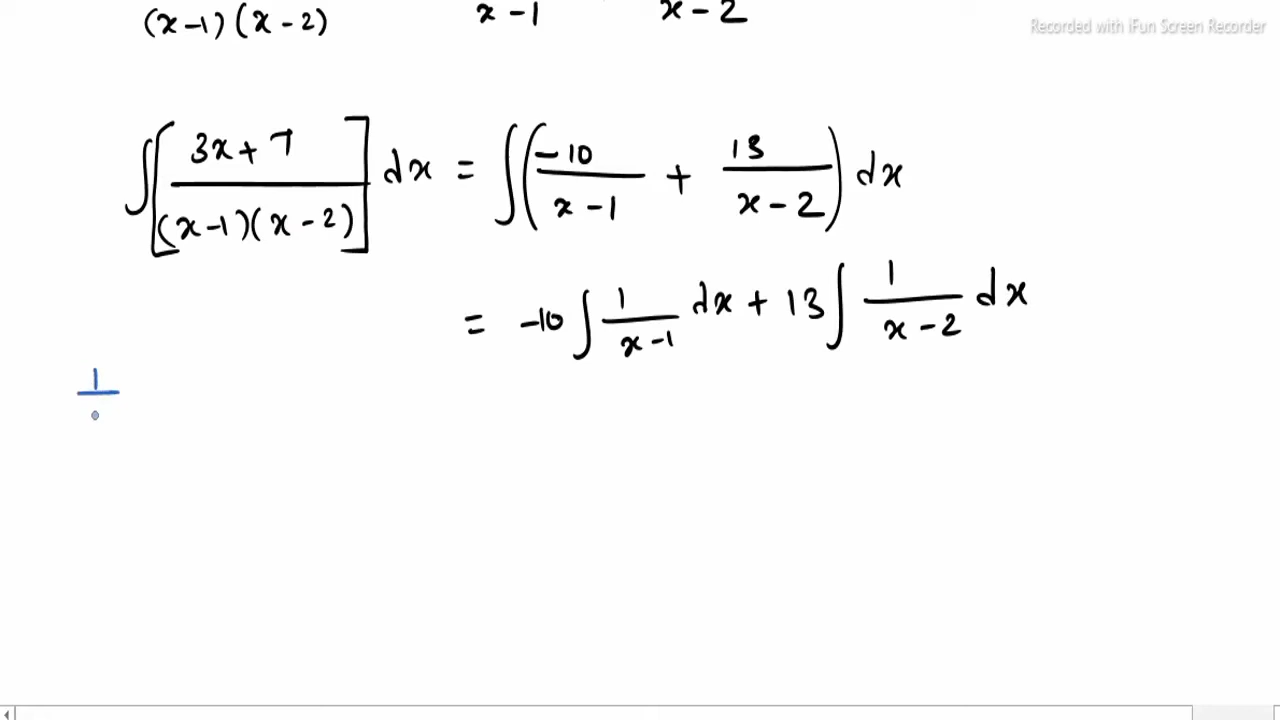 (x-1)(x-2) x-1 x-2
Recorded with iFun Screen Recorder
∫[(3x+7)/((x-1)(x-2))] dx = ∫(-10/(x-1) + 13/(x-2)) dx
= -10 ∫ 1/(x-1) dx + 13 ∫ 1/(x-2) dx
1